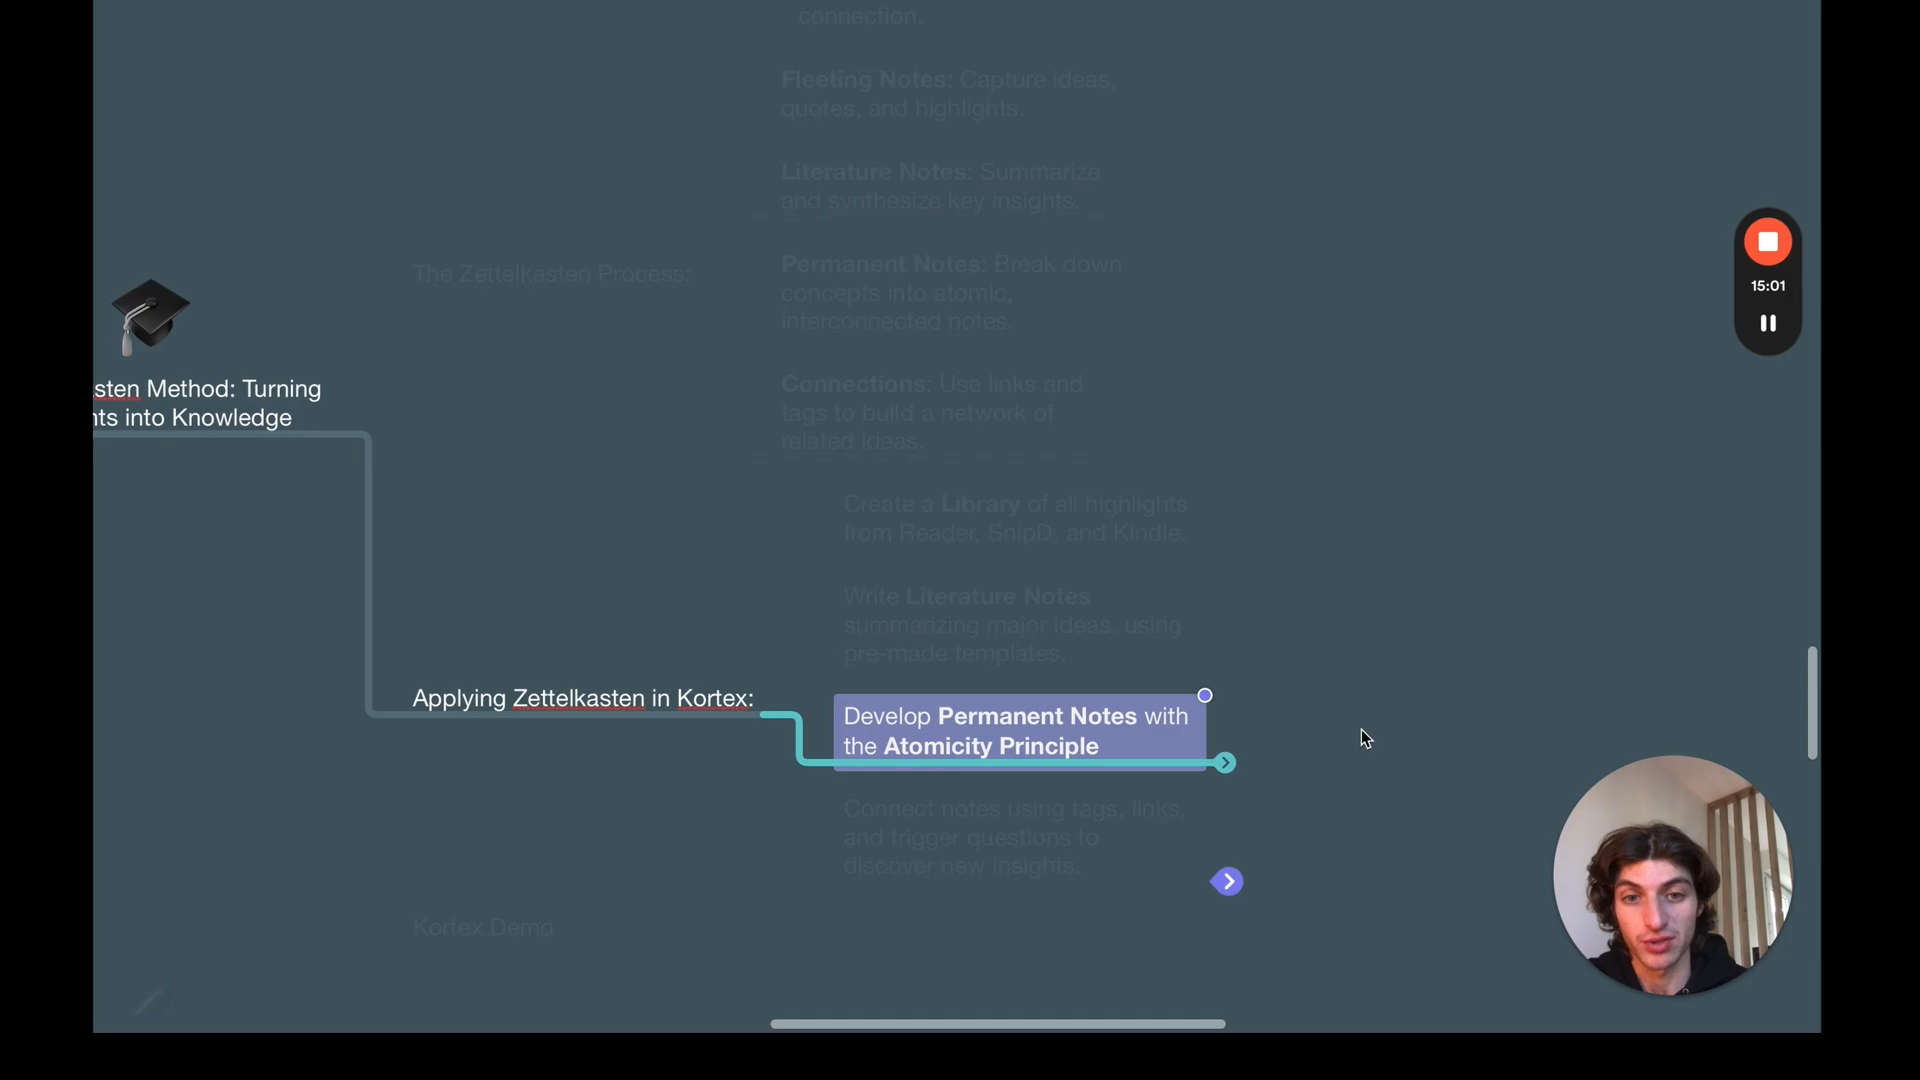 connection.
Fleeting Notes: Capture ideas,
quotes, and highlights.
Literature Notes: Summarize
and synthesize key insights.
The Zettelkasten Process:
Permanent Notes: Break down
concepts into atomic,
interconnected notes.
15:01
sten Method: Turning
nts into Knowledge
Connections: Use links and
tags to build a network of
related ideas.
Create a Library of all highlights
from Reader, SnipD, and Kindle.
Write Literature Notes
summarizing major ideas, using
pre-made templates.
Applying Zettelkasten in Kortex:
Develop Permanent Notes with
the Atomicity Principle
Connect notes using tags, links,
and trigger questions to
discover new insights.
Kortex Demo